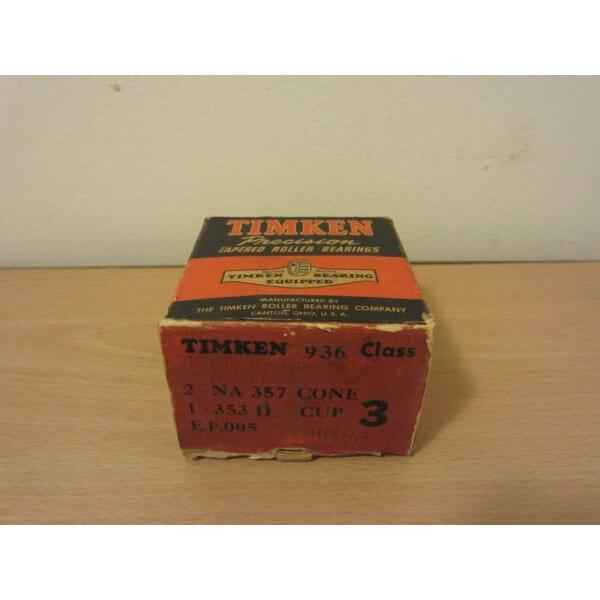 TIMKEN
Precision
TAPERED ROLLER BEARINGS
TIMKEN BEARING
EQUIPPED
MANUFACTURED BY
THE TIMKEN ROLLER BEARING COMPANY
CANTON, OHIO, U.S.A.
TIMKEN 936 Class
2 - NA 357 CONE
1 - 353 D. CUP 3
E.P.005